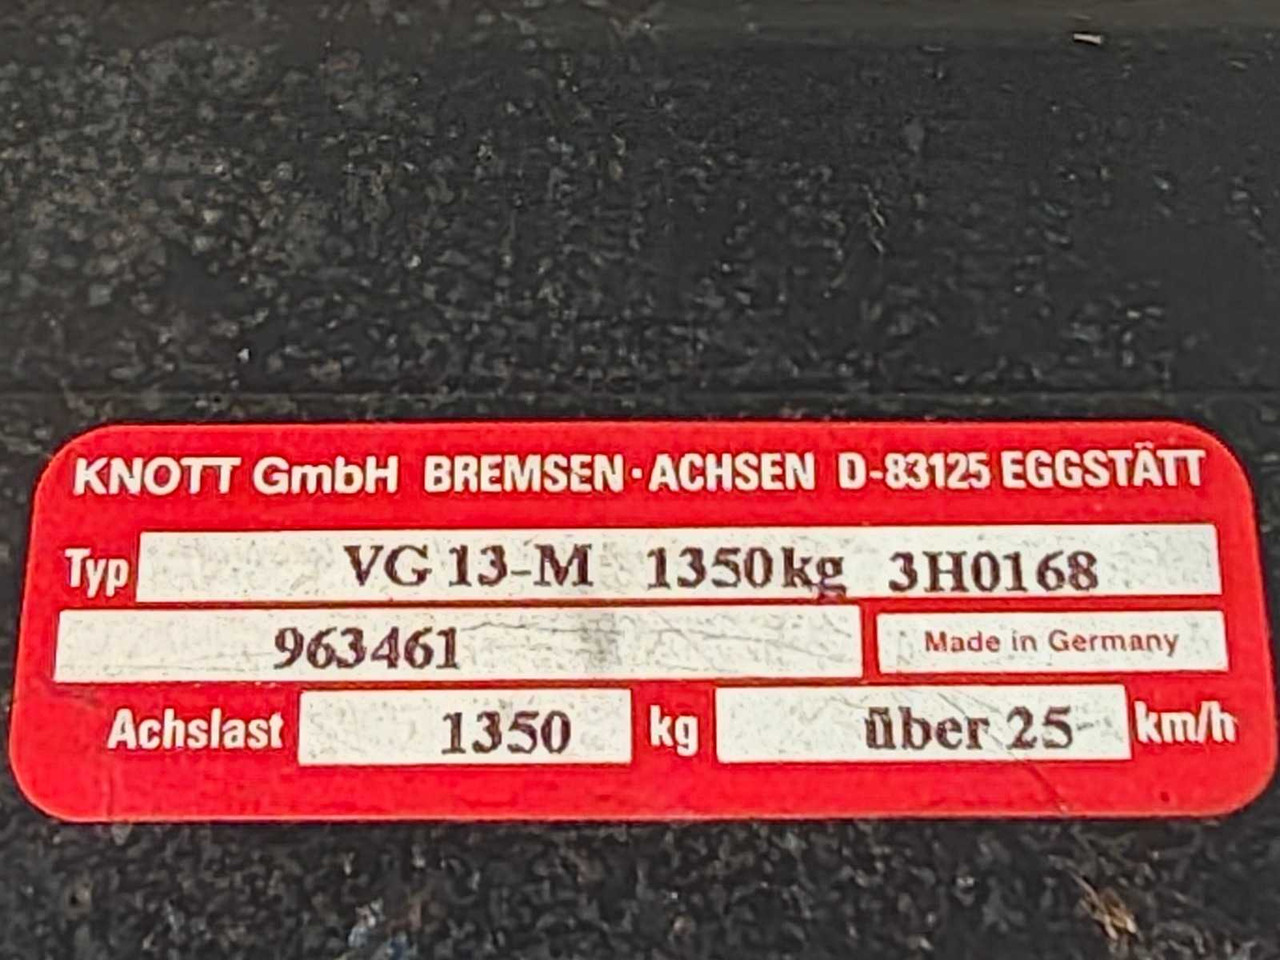 KNOTT GmbH BREMSEN·ACHSEN D-83125 EGGSTÄTT
Typ VG 13-M 1350kg 3H0168
963461 Made in Germany
Achslast 1350 kg über 25 km/h